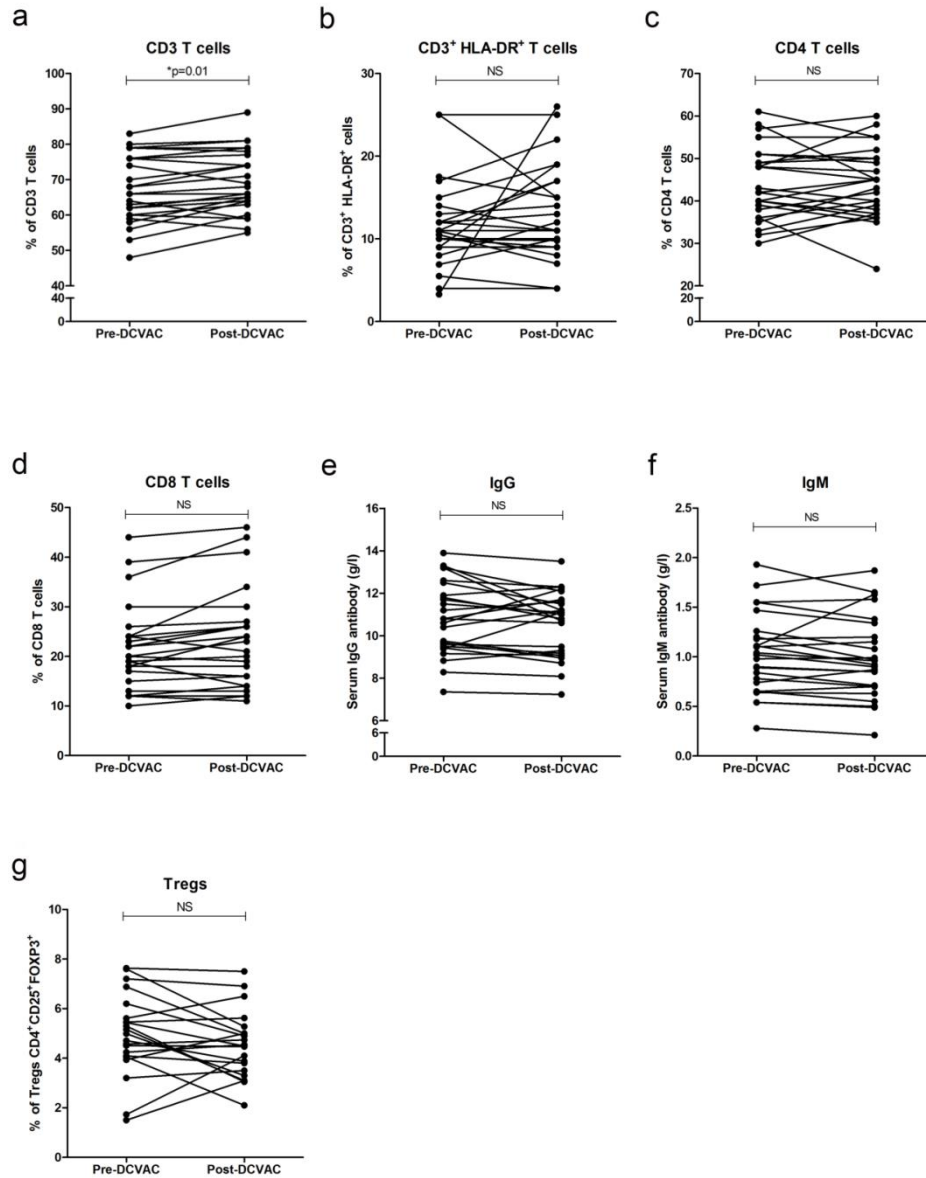 a
CD3 T cells
*p=0.01
% of CD3 T cells
100
90
80
70
60
50
40
40
0
Pre-DCVAC Post-DCVAC
b
CD3⁺ HLA-DR⁺ T cells
NS
% of CD3⁺ HLA-DR⁺ cells
30
20
10
0
Pre-DCVAC Post-DCVAC
c
CD4 T cells
NS
% of CD4 T cells
70
60
50
40
30
20
20
0
Pre-DCVAC Post-DCVAC
d
CD8 T cells
NS
% of CD8 T cells
50
40
30
20
10
0
Pre-DCVAC Post-DCVAC
e
IgG
NS
Serum IgG antibody (g/l)
16
14
12
10
8
6
6
0
Pre-DCVAC Post-DCVAC
f
IgM
NS
Serum IgM antibody (g/l)
2.5
2.0
1.5
1.0
0.5
0.0
Pre-DCVAC Post-DCVAC
g
Tregs
NS
% of Tregs CD4⁺CD25⁺FOXP3⁺
10
8
6
4
2
0
Pre-DCVAC Post-DCVAC